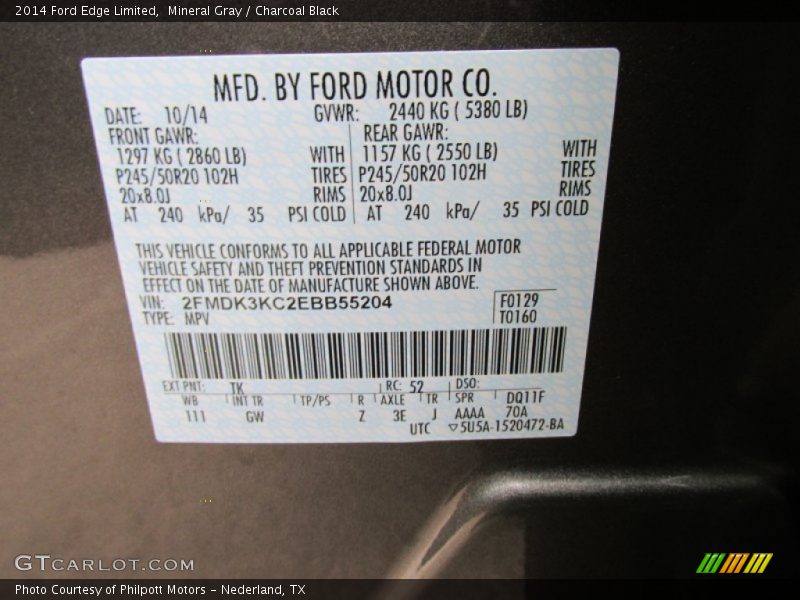 2014 Ford Edge Limited,  Mineral Gray / Charcoal Black
MFD. BY FORD MOTOR CO.
DATE: 10/14 GVWR: 2440 KG ( 5380 LB)
FRONT GAWR: REAR GAWR:
1297 KG ( 2860 LB) WITH 1157 KG ( 2550 LB) WITH
P245/50R20 102H TIRES P245/50R20 102H TIRES
20x8.0J RIMS 20x8.0J RIMS
AT 240 kPa/ 35 PSI COLD AT 240 kPa/ 35 PSI COLD
THIS VEHICLE CONFORMS TO ALL APPLICABLE FEDERAL MOTOR
VEHICLE SAFETY AND THEFT PREVENTION STANDARDS IN
EFFECT ON THE DATE OF MANUFACTURE SHOWN ABOVE.
VIN: 2FMDK3KC2EBB55204 F0129
TYPE: MPV T0160
EXT PNT: TK RC: 52 DSO:
WB INT TR TP/PS R AXLE TR SPR DQ11F
111 GW Z 3E J AAAA 70A
UTC ▽5U5A-1520472-BA
GTCARLOT.COM
Photo Courtesy of Philpott Motors - Nederland, TX